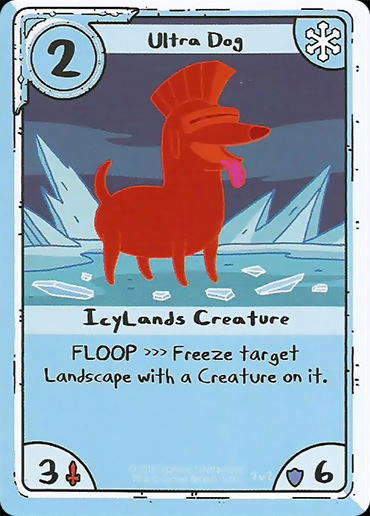 2
Ultra Dog
IcyLands Creature
FLOOP >>> Freeze target
Landscape with a Creature on it.
3
6